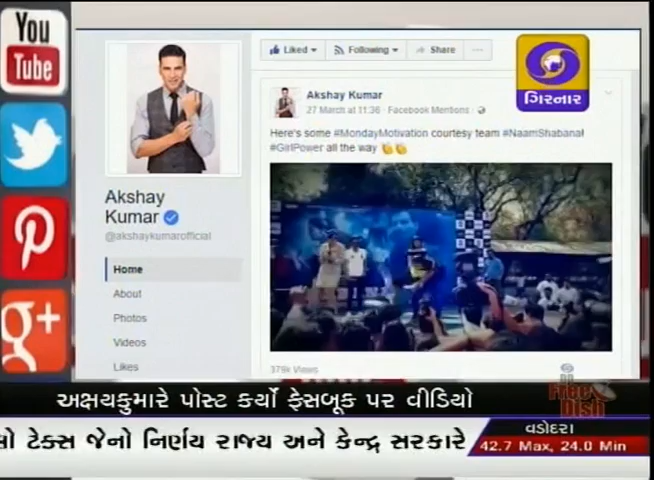 You
Tube
Liked
Following
Share
ગિરનાર
Akshay Kumar
27 March at 11:36 · Facebook Mentions ·
Here's some #MondayMotivation courtesy team #NaamShabana!
#GirlPower all the way
Akshay
Kumar
@akshaykumarofficial
Home
About
Photos
Videos
Likes
379k Views
g+
Free
Dish
અક્ષયકુમારે પોસ્ટ કર્યો ફેસબૂક પર વીડિયો
ટેક્સ જેનો નિર્ણય રાજ્ય અને કેન્દ્ર સરકારે
વડોદરા
42.7 Max, 24.0 Min